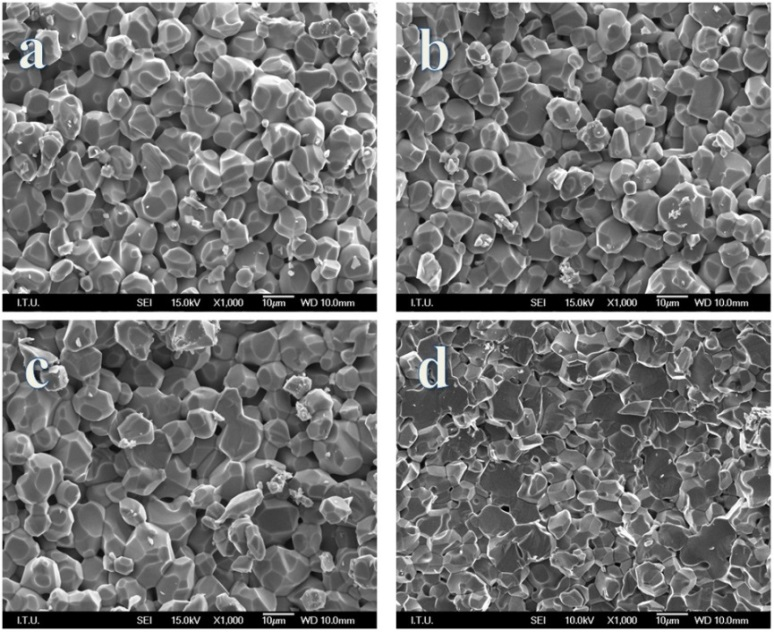 a
b
I.T.U. SEI 15.0kV X1,000 10µm WD 10.0mm
I.T.U. SEI 15.0kV X1,000 10µm WD 10.0mm
c
d
I.T.U. SEI 15.0kV X1,000 10µm WD 10.0mm
I.T.U. SEI 10.0kV X1,000 10µm WD 10.0mm